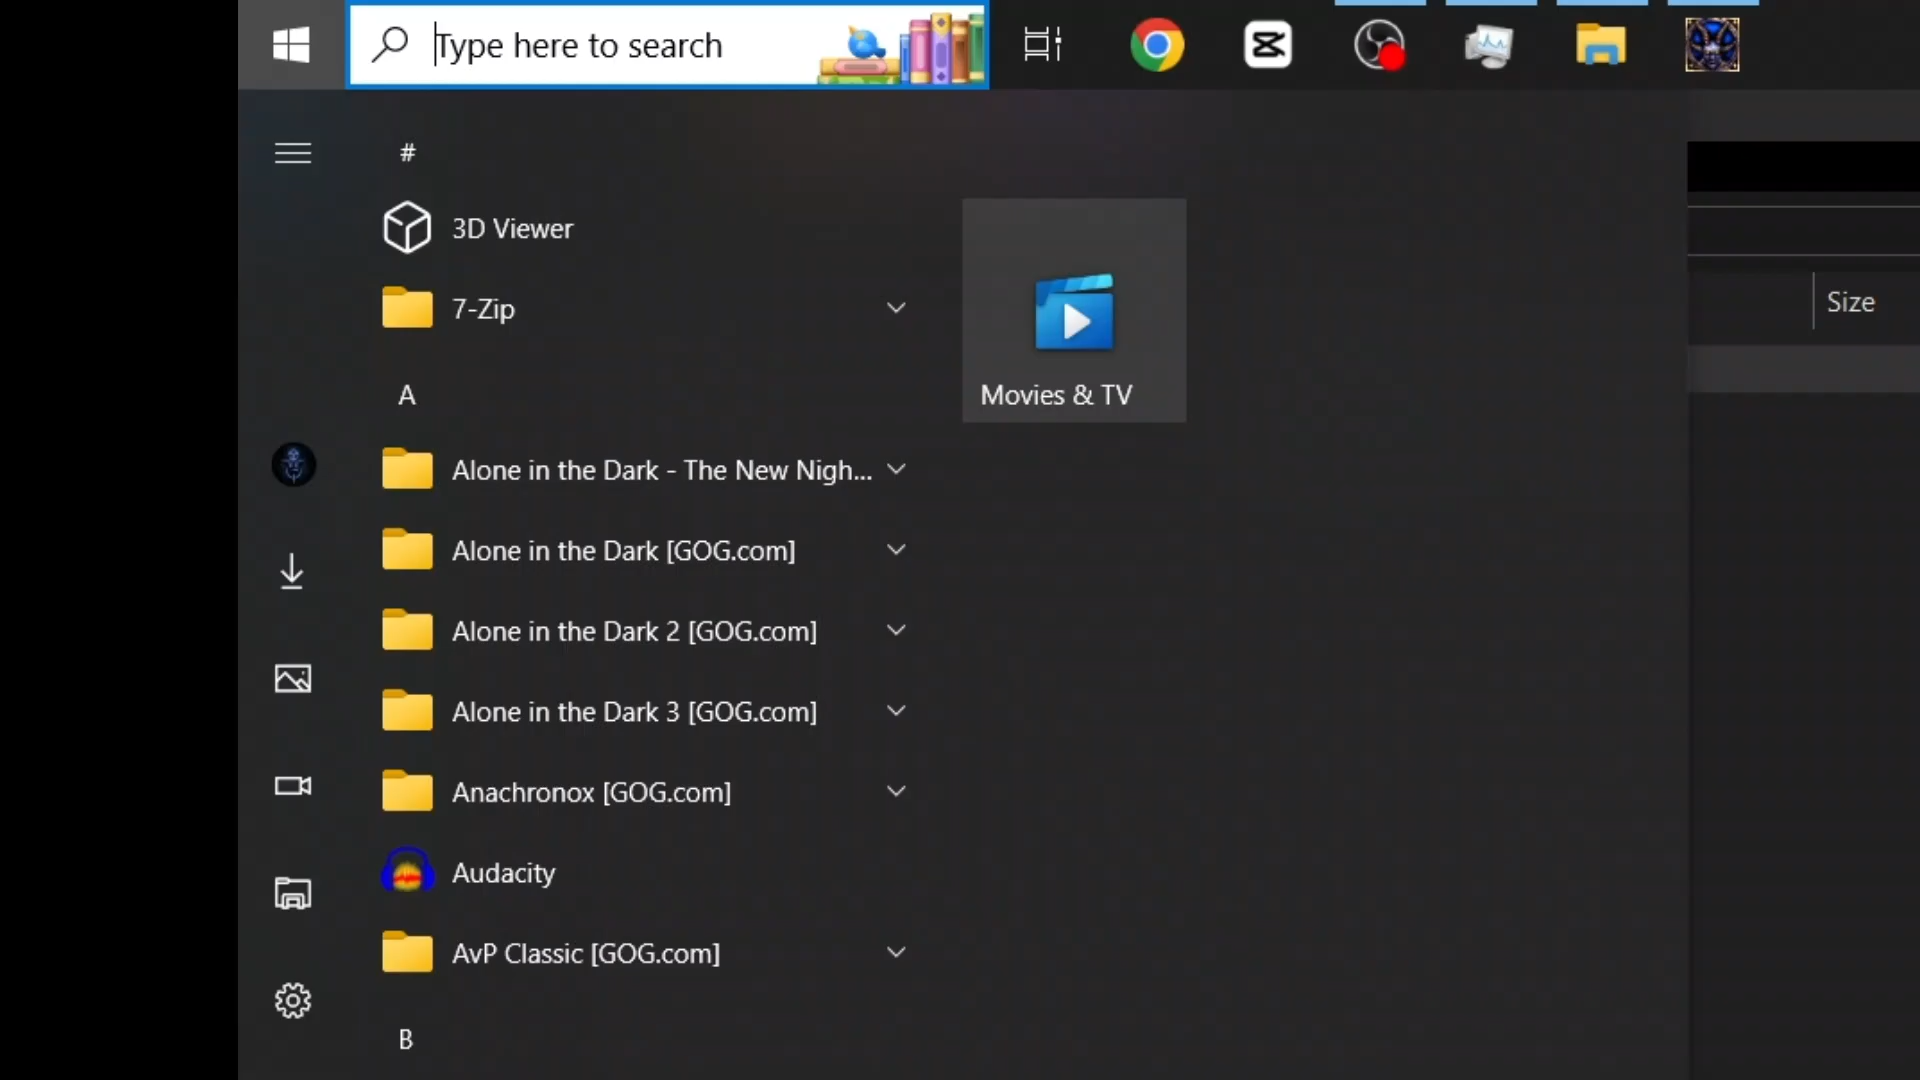 Type here to search
#
3D Viewer
7-Zip
A
Alone in the Dark - The New Nigh...
Alone in the Dark [GOG.com]
Alone in the Dark 2 [GOG.com]
Alone in the Dark 3 [GOG.com]
Anachronox [GOG.com]
Audacity
AvP Classic [GOG.com]
B
Movies & TV
Size